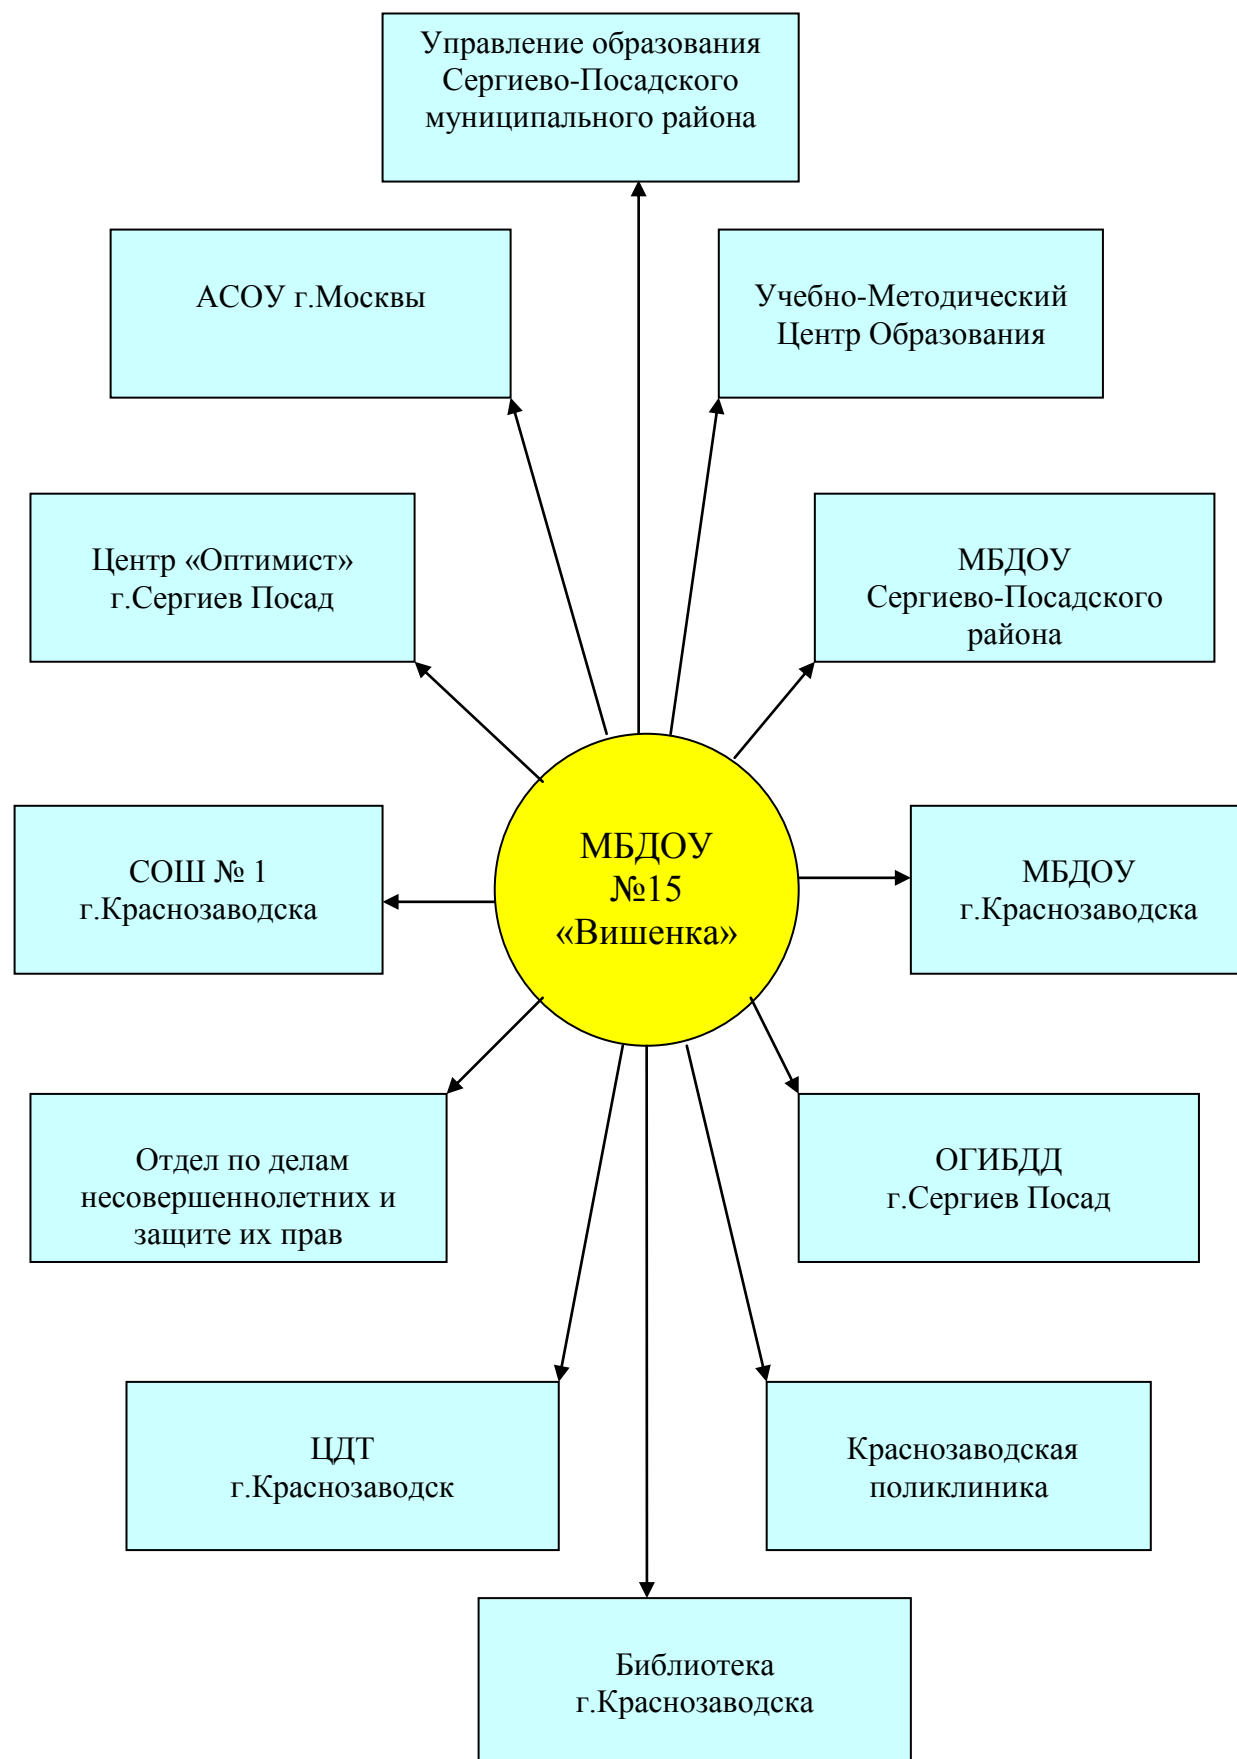 Управление образования
Сергиево-Посадского
муниципального района
АСОУ г.Москвы
Учебно-Методический
Центр Образования
Центр «Оптимист»
г.Сергиев Посад
МБДОУ
Сергиево-Посадского
района
СОШ № 1
г.Краснозаводска
МБДОУ
№15
«Вишенка»
МБДОУ
г.Краснозаводска
Отдел по делам
несовершеннолетних и
защите их прав
ОГИБДД
г.Сергиев Посад
ЦДТ
г.Краснозаводск
Краснозаводская
поликлиника
Библиотека
г.Краснозаводска